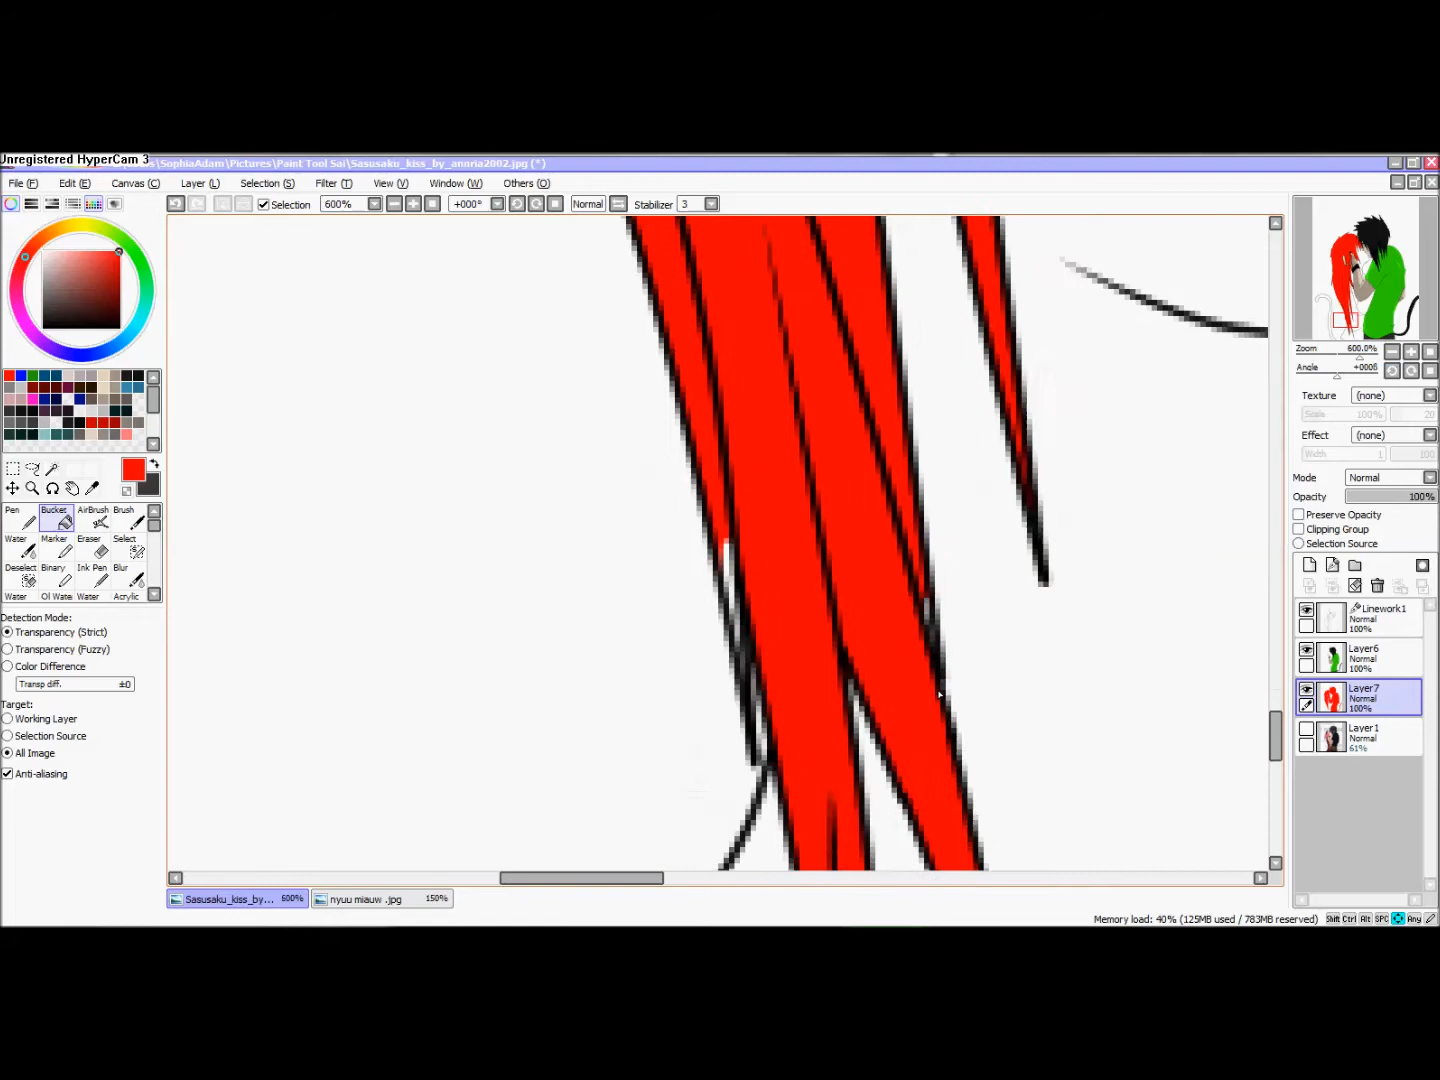 Unregistered HyperCam 3
\SophiaAdam\Pictures\Paint Tool Sai\Sasusaku_kiss_by_annria2002.jpg (*)
File (F) Edit (E) Canvas (C) Layer (L) Selection (S) Filter (T) View (V) Window (W) Others (O)
Selection 600% +000° Normal Stabilizer 3
Zoom 600.0%
Angle
Texture (none)
Scale 100% 20
Effect (none)
Width 1 100
Mode Normal
Opacity 100%
Preserve Opacity
Clipping Group
Selection Source
Pen Bucket AirBrush Brush
Water Marker Eraser Select
Deselect Binary Ink Pen Blur
Water Oil Wate Water Acrylic
Detection Mode:
Transparency (Strict)
Transparency (Fuzzy)
Color Difference
Transp diff. ±0
Target:
Working Layer
Selection Source
All Image
Anti-aliasing
Linework1
Normal
100%
Layer6
Normal
100%
Layer7
Normal
100%
Layer1
Normal
61%
Sasusaku_kiss_by_... 600% nyuu miauw .jpg 150%
Memory load: 40% (125MB used / 783MB reserved) Shift Ctrl Alt SPC Any